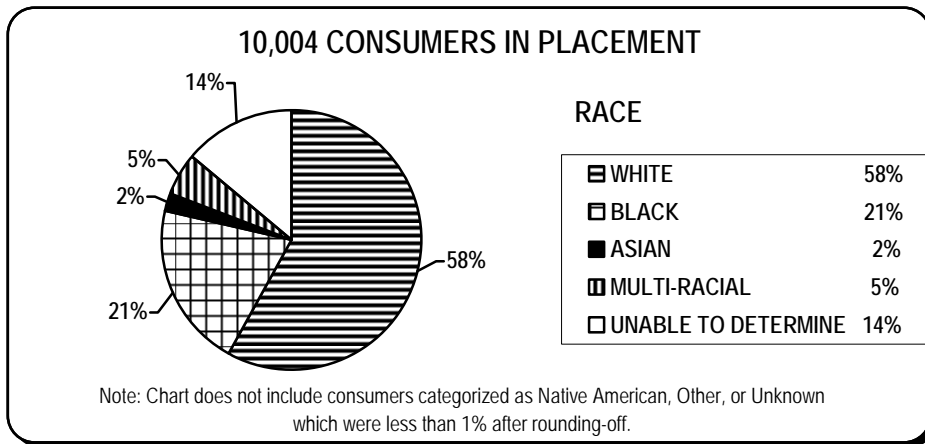 10,004 CONSUMERS IN PLACEMENT
14%
5%
2%
21%
58%
RACE
WHITE 58%
BLACK 21%
ASIAN 2%
MULTI-RACIAL 5%
UNABLE TO DETERMINE 14%
Note: Chart does not include consumers categorized as Native American, Other, or Unknown
which were less than 1% after rounding-off.